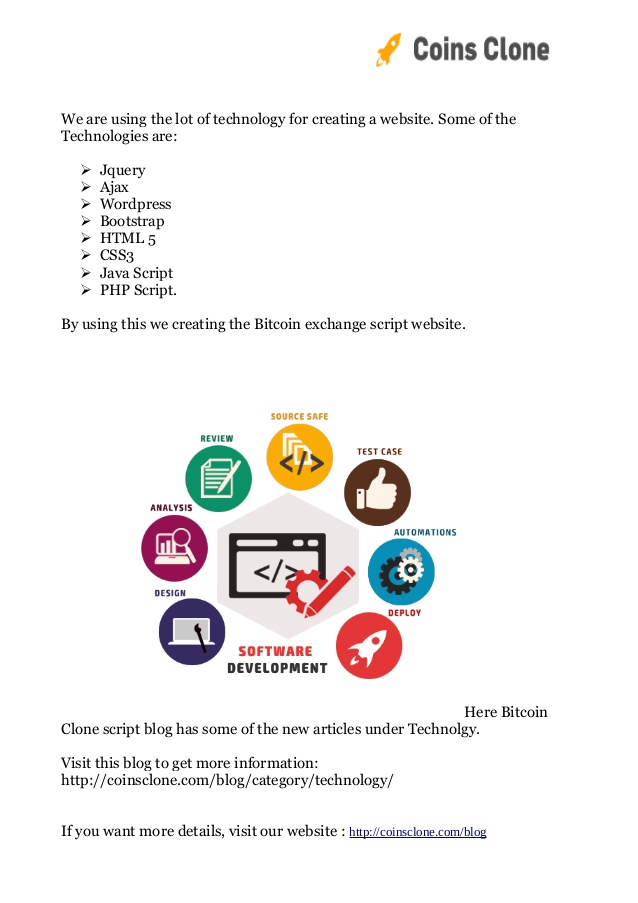 Coins Clone
We are using the lot of technology for creating a website. Some of the
Technologies are:
➢ Jquery
➢ Ajax
➢ Wordpress
➢ Bootstrap
➢ HTML 5
➢ CSS3
➢ Java Script
➢ PHP Script.
By using this we creating the Bitcoin exchange script website.
SOURCE SAFE
REVIEW
TEST CASE
ANALYSIS
AUTOMATIONS
DESIGN
DEPLOY
</>
</>
SOFTWARE
DEVELOPMENT
Here Bitcoin
Clone script blog has some of the new articles under Technolgy.
Visit this blog to get more information:
http://coinsclone.com/blog/category/technology/
If you want more details, visit our website : http://coinsclone.com/blog